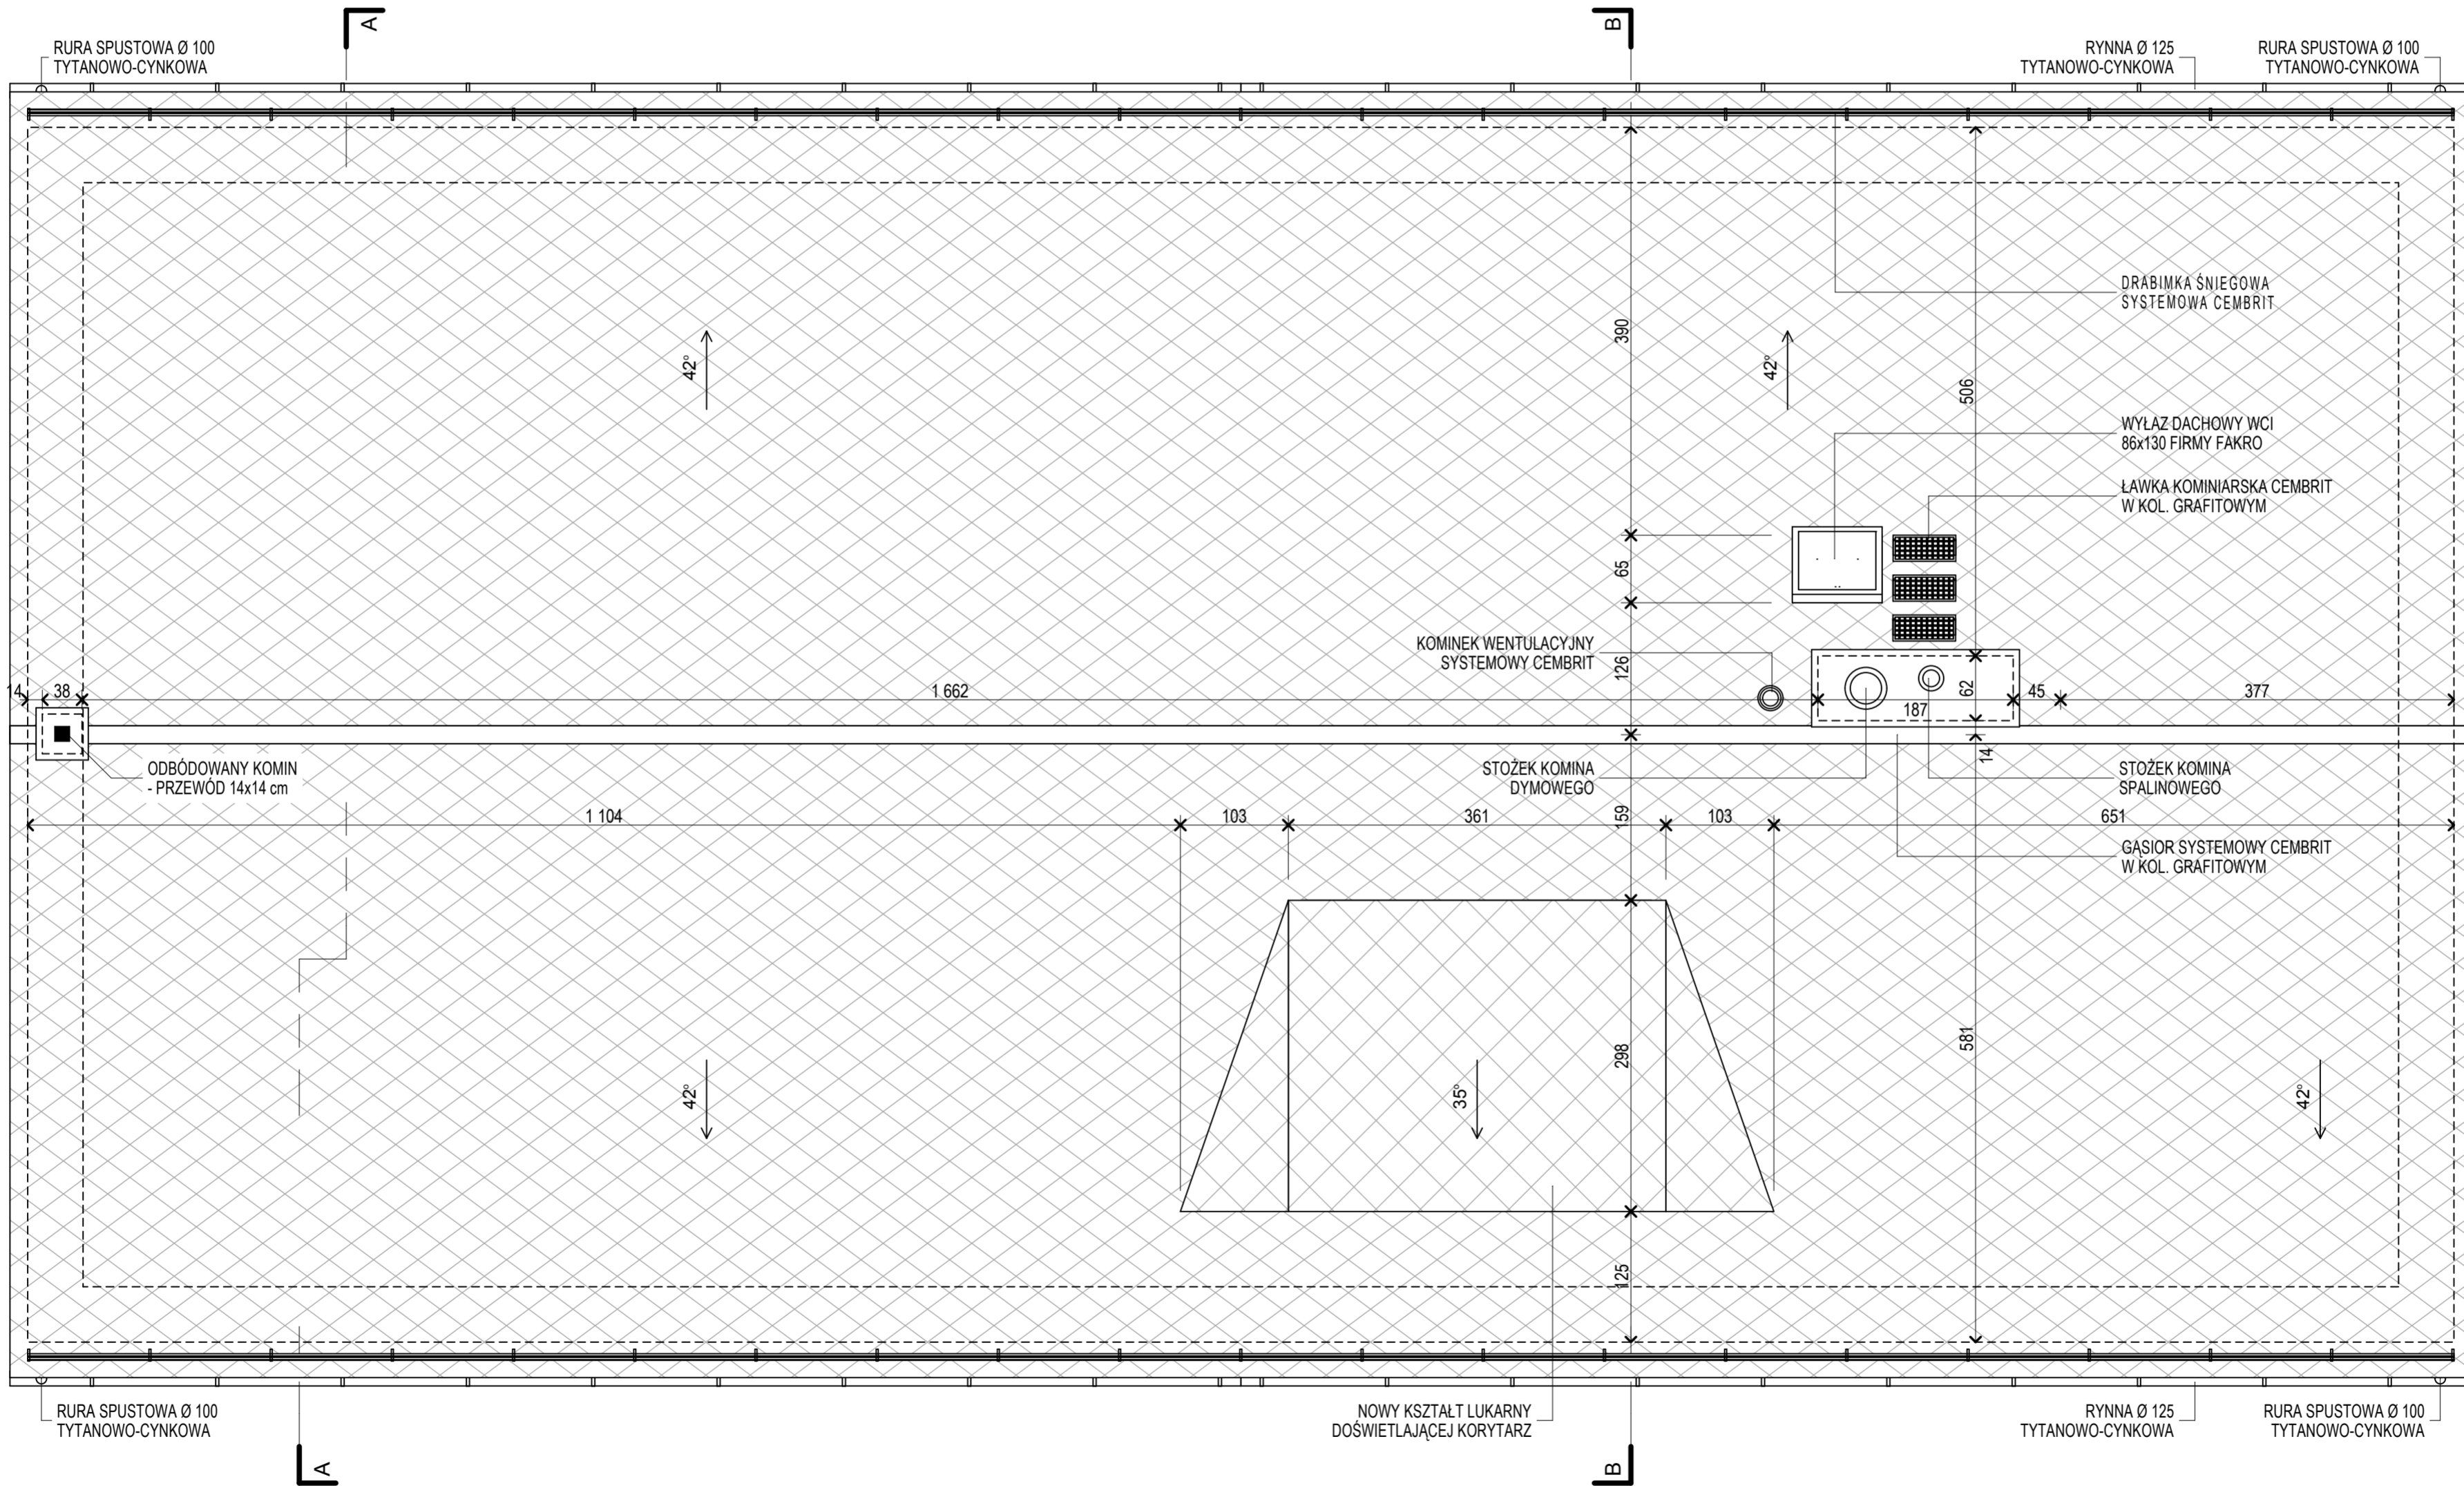 A
B
RURA SPUSTOWA Ø 100
TYTANOWO-CYNKOWA
RYNNA Ø 125
TYTANOWO-CYNKOWA
RURA SPUSTOWA Ø 100
TYTANOWO-CYNKOWA
DRABIMKA ŚNIEGOWA
SYSTEMOWA CEMBRIT
390
42°
42°
506
WYŁAZ DACHOWY WCI
86x130 FIRMY FAKRO
ŁAWKA KOMINIARSKA CEMBRIT
W KOL. GRAFITOWYM
65
KOMINEK WENTULACYJNY
SYSTEMOWY CEMBRIT
126
14
38
1 662
62
45
377
187
14
ODBÓDOWANY KOMIN
- PRZEWÓD 14x14 cm
STOŻEK KOMINA
DYMOWEGO
STOŻEK KOMINA
SPALINOWEGO
1 104
103
361
159
103
651
GĄSIOR SYSTEMOWY CEMBRIT
W KOL. GRAFITOWYM
298
581
42°
35°
42°
125
RURA SPUSTOWA Ø 100
TYTANOWO-CYNKOWA
NOWY KSZTAŁT LUKARNY
DOŚWIETLAJĄCEJ KORYTARZ
RYNNA Ø 125
TYTANOWO-CYNKOWA
RURA SPUSTOWA Ø 100
TYTANOWO-CYNKOWA
A
B